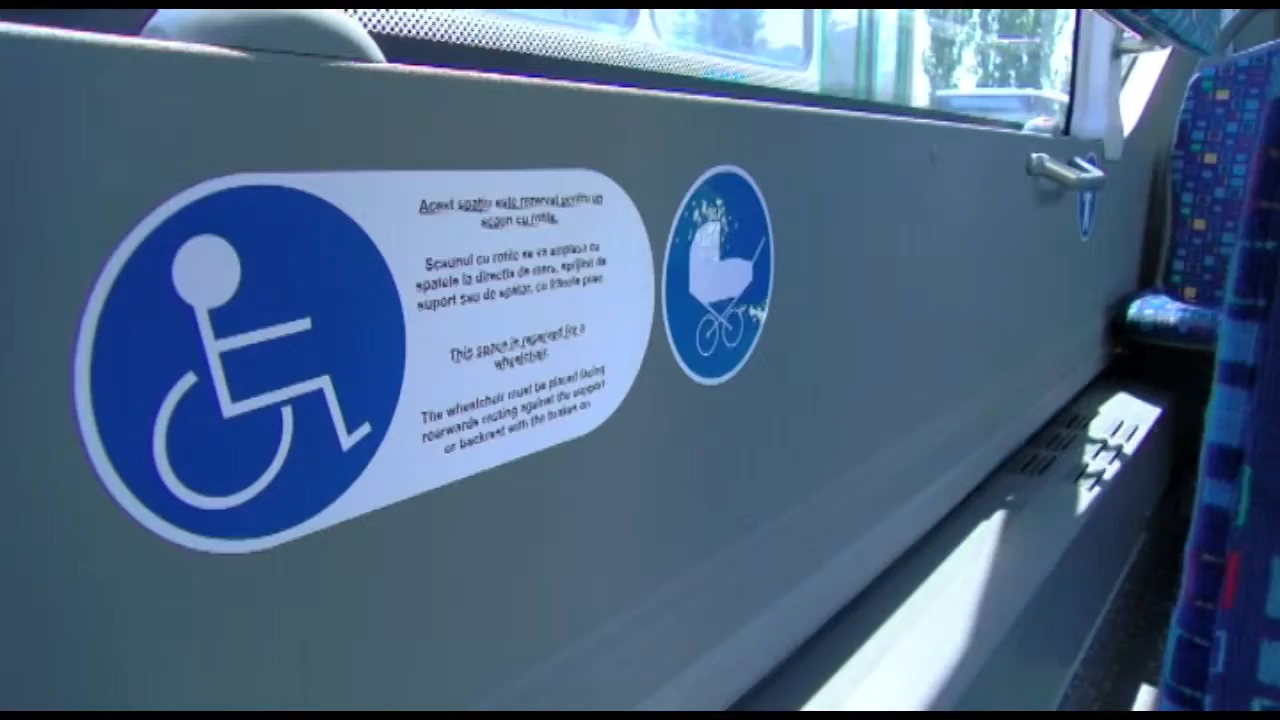 Acest spațiu este rezervat pentru un
scaun cu rotile.
Scaunul cu rotile se va amplasa cu
spatele la direcția de mers, sprijinit de
suport sau de spătar, cu frânele puse.
This space is reserved for a
wheelchair.
The wheelchair must be placed facing
rearwards resting against the support
or backrest with the brakes on